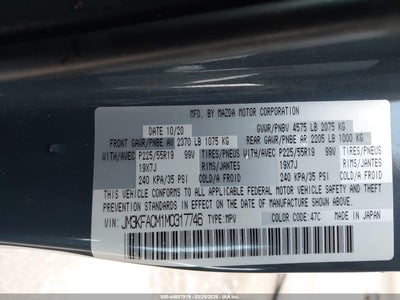 MFD. BY MAZDA MOTOR CORPORATION
DATE 10/20 GVWR/PNBV 4575 LB 2075 KG
FRONT GAWR/PNBE AV 2370 LB 1075 KG REAR GAWR/PNBE AR 2205 LB 1000 KG
WITH/AVEC P225/55R19 99V TIRES/PNEUS WITH/AVEC P225/55R19 99V TIRES/PNEUS
19X7J RIMS/JANTES 19X7J RIMS/JANTES
240 KPA/35 PSI COLD/A FROID 240 KPA/35 PSI COLD/A FROID
THIS VEHICLE CONFORMS TO ALL APPLICABLE FEDERAL MOTOR VEHICLE SAFETY AND THEFT
PREVENTION STANDARDS IN EFFECT ON THE DATE OF MANUFACTURE SHOWN ABOVE.
VIN: JM3KFACM1M0317746 TYPE: MPV COLOR CODE: 47C MADE IN JAPAN